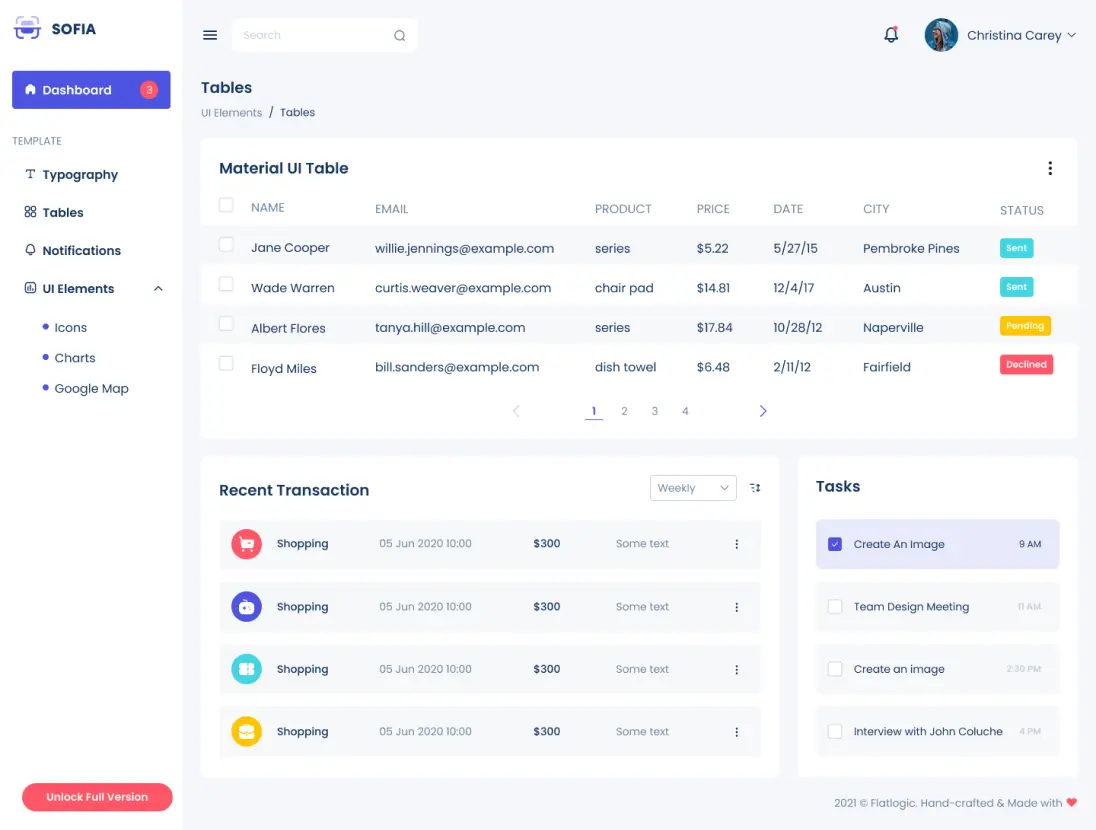 SOFIA
Search
Christina Carey
Dashboard 3
TEMPLATE
Typography
Tables
Notifications
UI Elements
Icons
Charts
Google Map
Unlock Full Version
Tables
UI Elements / Tables
Material UI Table
NAME EMAIL PRODUCT PRICE DATE CITY STATUS
Jane Cooper willie.jennings@example.com series $5.22 5/27/15 Pembroke Pines Sent
Wade Warren curtis.weaver@example.com chair pad $14.81 12/4/17 Austin Sent
Albert Flores tanya.hill@example.com series $17.84 10/28/12 Naperville Pending
Floyd Miles bill.sanders@example.com dish towel $6.48 2/11/12 Fairfield Declined
1 2 3 4
Recent Transaction Weekly
Shopping 05 Jun 2020 10:00 $300 Some text
Shopping 05 Jun 2020 10:00 $300 Some text
Shopping 05 Jun 2020 10:00 $300 Some text
Shopping 05 Jun 2020 10:00 $300 Some text
Tasks
Create An Image 9 AM
Team Design Meeting 11 AM
Create an image 2:30 PM
Interview with John Coluche 4 PM
2021 © Flatlogic. Hand-crafted & Made with ❤